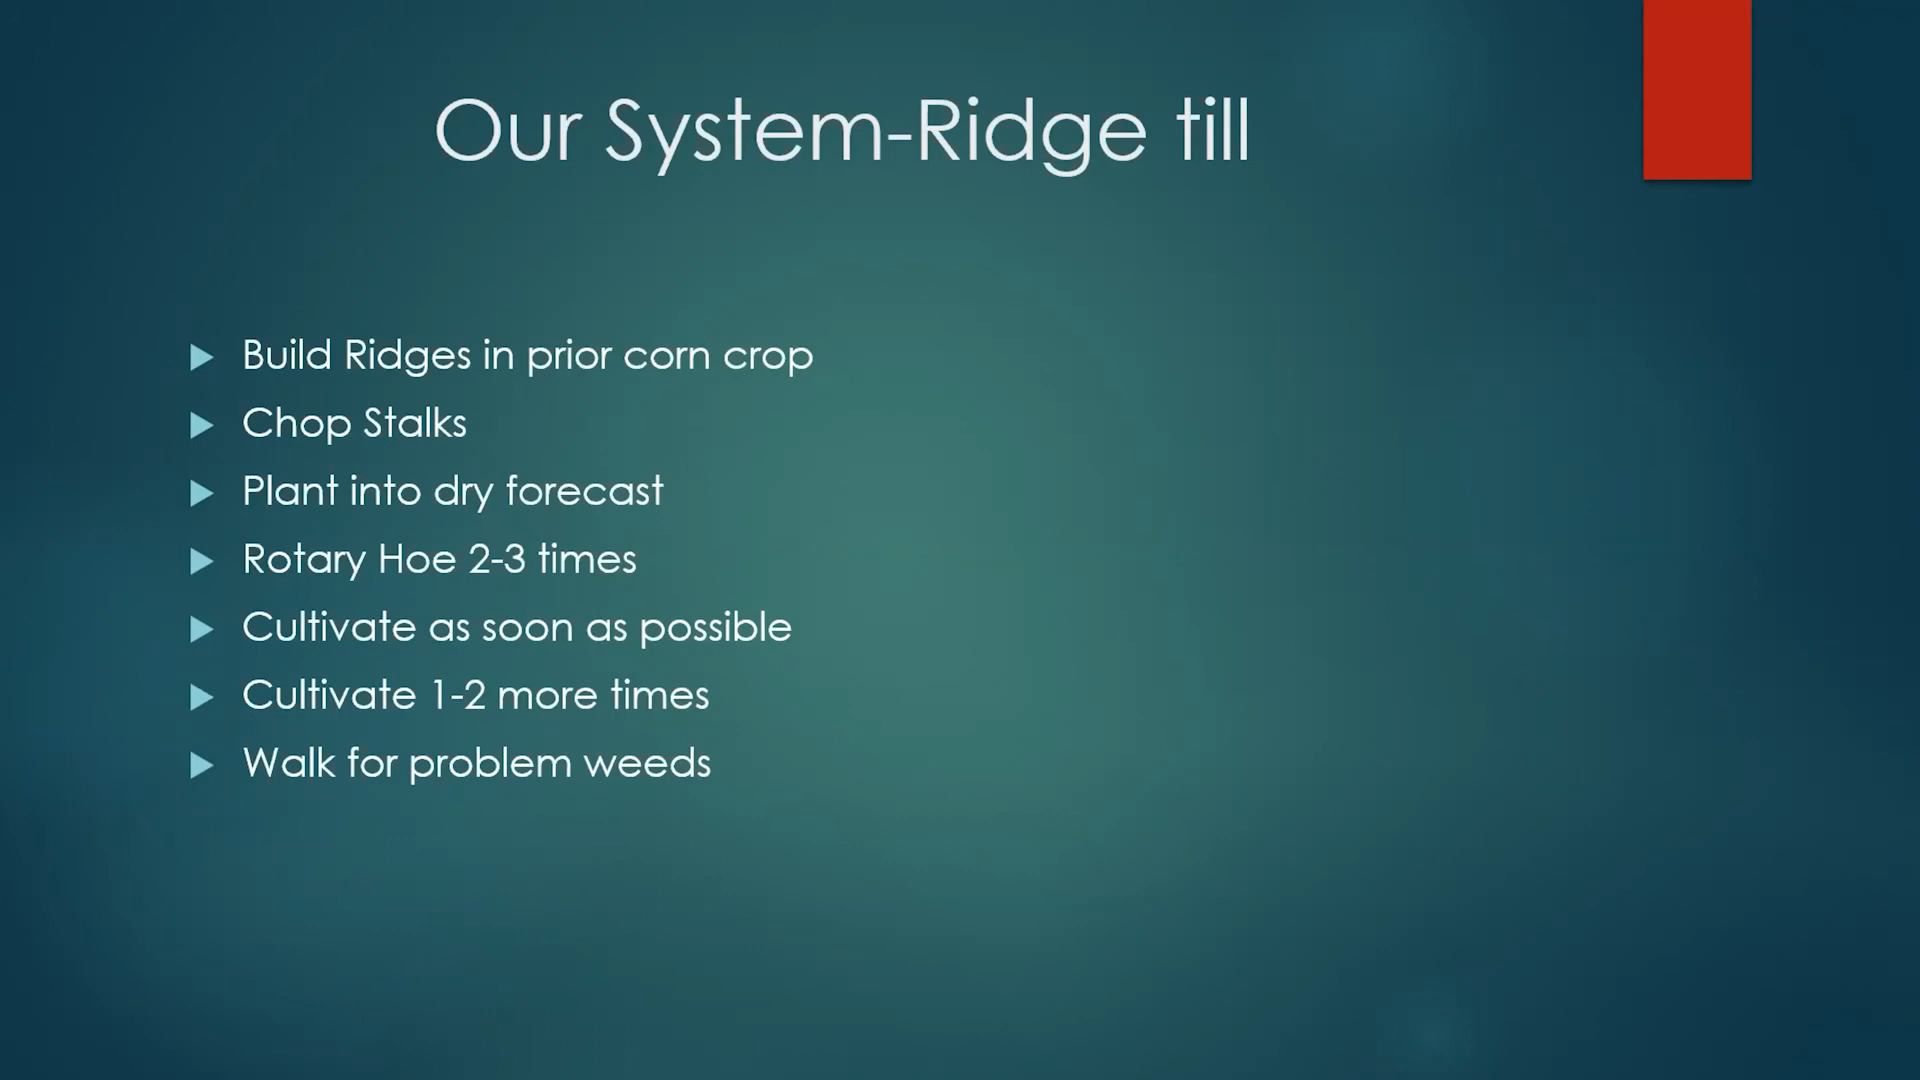 Our System-Ridge till
Build Ridges in prior corn crop
Chop Stalks
Plant into dry forecast
Rotary Hoe 2-3 times
Cultivate as soon as possible
Cultivate 1-2 more times
Walk for problem weeds